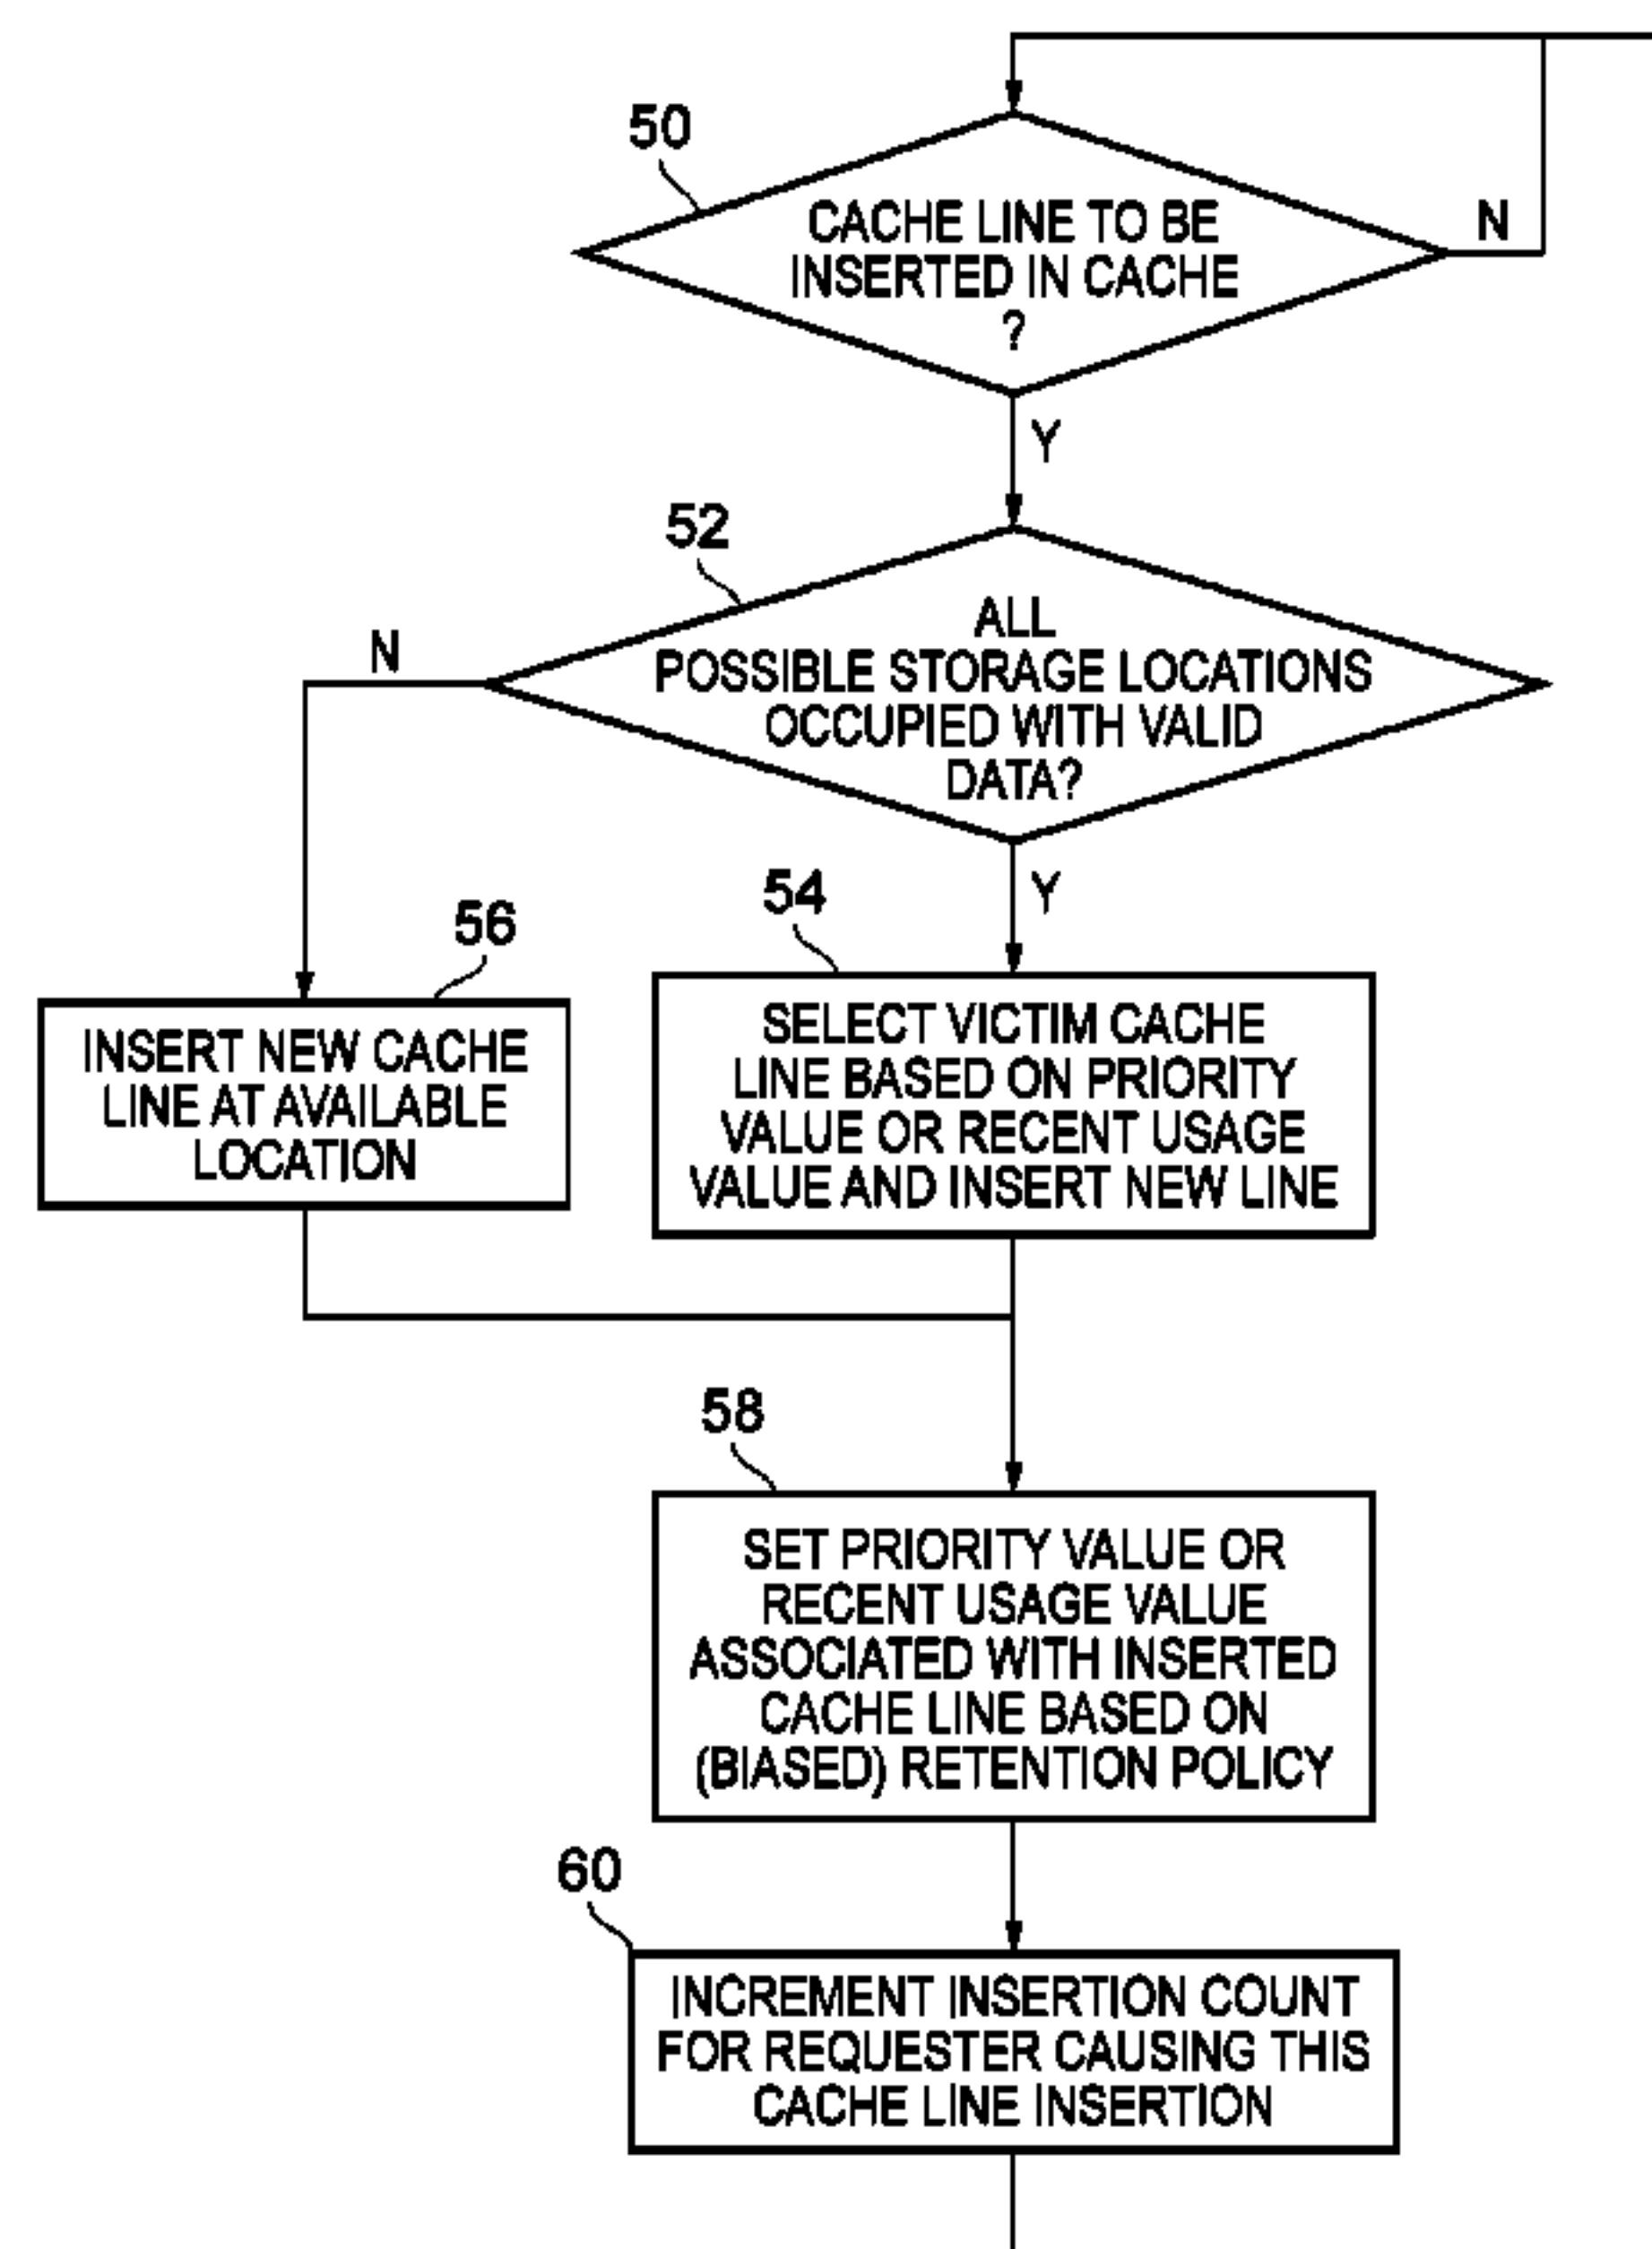 50
CACHE LINE TO BE
INSERTED IN CACHE
?
N
Y
52
ALL
POSSIBLE STORAGE LOCATIONS
OCCUPIED WITH VALID
DATA?
N
Y
56
INSERT NEW CACHE
LINE AT AVAILABLE
LOCATION
54
SELECT VICTIM CACHE
LINE BASED ON PRIORITY
VALUE OR RECENT USAGE
VALUE AND INSERT NEW LINE
58
SET PRIORITY VALUE OR
RECENT USAGE VALUE
ASSOCIATED WITH INSERTED
CACHE LINE BASED ON
(BIASED) RETENTION POLICY
60
INCREMENT INSERTION COUNT
FOR REQUESTER CAUSING THIS
CACHE LINE INSERTION